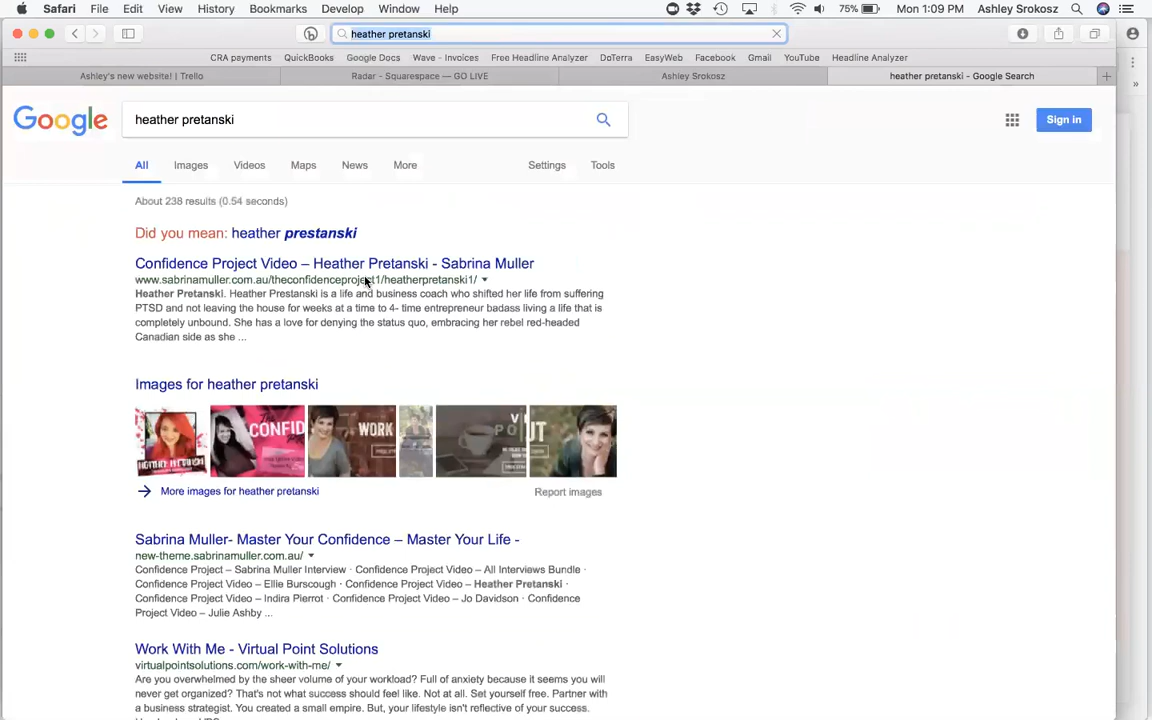 Safari File Edit View History Bookmarks Develop Window Help 75% Mon 1:09 PM Ashley Srokosz
heather pretanski
CRA payments QuickBooks Google Docs Wave - Invoices Free Headline Analyzer DoTerra EasyWeb Facebook Gmail YouTube Headline Analyzer
Ashley's new website! | Trello Radar - Squarespace — GO LIVE Ashley Srokosz heather pretanski - Google Search
Google heather pretanski Sign in
All Images Videos Maps News More Settings Tools
About 238 results (0.54 seconds)
Did you mean: heather prestanski
Confidence Project Video – Heather Pretanski - Sabrina Muller
www.sabrinamuller.com.au/theconfidenceproject1/heatherpretanski1/
Heather Pretanski. Heather Prestanski is a life and business coach who shifted her life from suffering
PTSD and not leaving the house for weeks at a time to 4- time entrepreneur badass living a life that is
completely unbound. She has a love for denying the status quo, embracing her rebel red-headed
Canadian side as she ...
Images for heather pretanski
THE
CONFID
WORK
V
PO
UT
More images for heather pretanski Report images
Sabrina Muller- Master Your Confidence – Master Your Life -
new-theme.sabrinamuller.com.au/
Confidence Project – Sabrina Muller Interview · Confidence Project Video – All Interviews Bundle ·
Confidence Project Video – Ellie Burscough · Confidence Project Video – Heather Pretanski ·
Confidence Project Video – Indira Pierrot · Confidence Project Video – Jo Davidson · Confidence
Project Video – Julie Ashby ...
Work With Me - Virtual Point Solutions
virtualpointsolutions.com/work-with-me/
Are you overwhelmed by the sheer volume of your workload? Full of anxiety because it seems you will
never get organized? That's not what success should feel like. Not at all. Set yourself free. Partner with
a business strategist. You created a small empire. But, your lifestyle isn't reflective of your success.